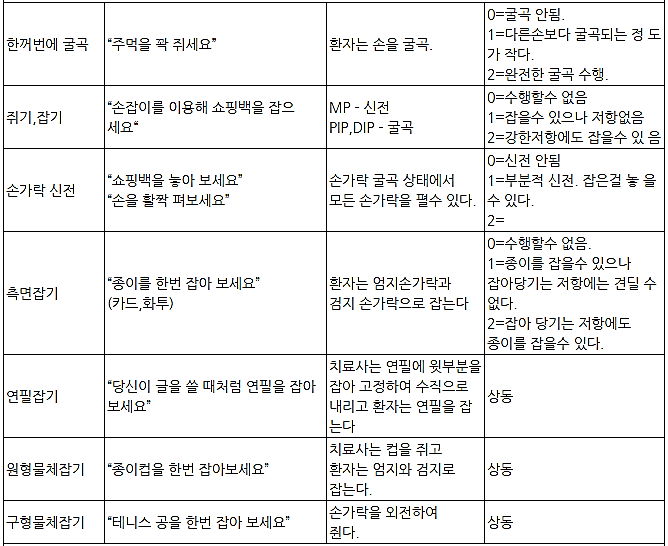 한꺼번에 굴곡
“주먹을 꽉 쥐세요”
환자는 손을 굴곡.
0=굴곡 안됨.
1=다른손보다 굴곡되는 정 도
가 작다.
2=완전한 굴곡 수행.
쥐기,잡기
“손잡이를 이용해 쇼핑백을 잡으
세요“
MP - 신전
PIP,DIP - 굴곡
0=수행할수 없음
1=잡을수 있으나 저항없음
2=강한저항에도 잡을수 있 음
손가락 신전
“쇼핑백을 놓아 보세요”
“손을 활짝 펴보세요”
손가락 굴곡 상태에서
모든 손가락을 펼수 있다.
0=신전 안됨
1=부분적 신전. 잡은걸 놓 을
수 있다.
2=
측면잡기
“종이를 한번 잡아 보세요”
(카드,화투)
환자는 엄지손가락과
검지 손가락으로 잡는다
0=수행할수 없음.
1=종이를 잡을수 있으나
잡아당기는 저항에는 견딜 수
없다.
2=잡아 당기는 저항에도
종이를 잡을수 있다.
연필잡기
“당신이 글을 쓸 때처럼 연필을 잡아
보세요”
치료사는 연필에 윗부분을
잡아 고정하여 수직으로
내리고 환자는 연필을 잡
는다
상동
원형물체잡기
“종이컵을 한번 잡아보세요”
치료사는 컵을 쥐고
환자는 엄지와 검지로
잡는다.
상동
구형물체잡기
“테니스 공을 한번 잡아 보세요”
손가락을 외전하여
쥔다.
상동